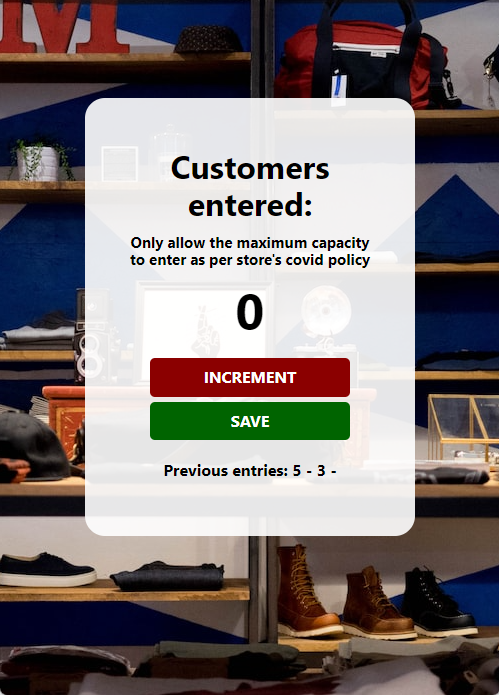 M
Customers
entered:
Only allow the maximum capacity
to enter as per store's covid policy
0
INCREMENT
SAVE
Previous entries: 5 - 3 -
8